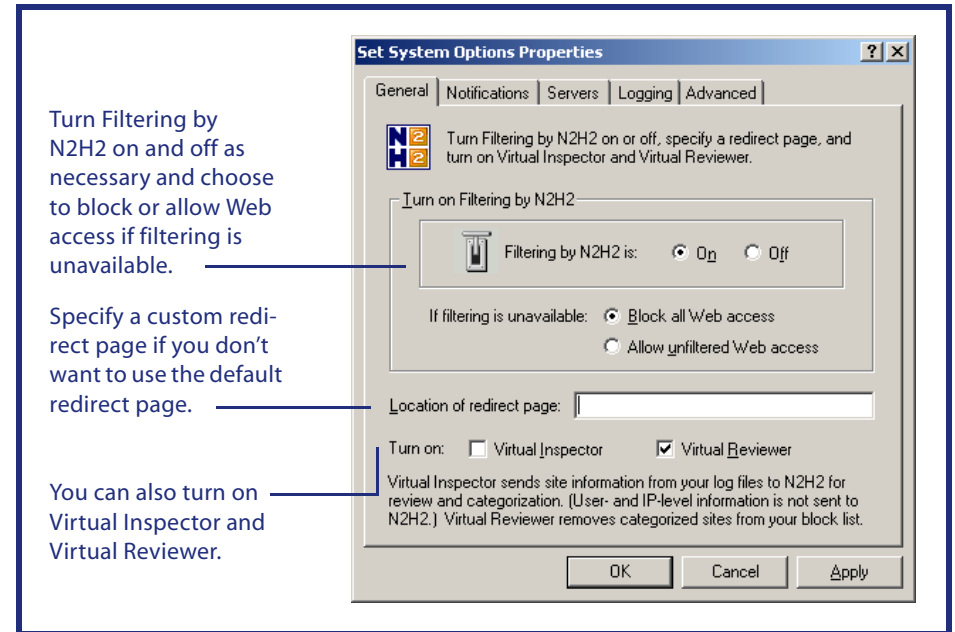 Set System Options Properties
General Notifications Servers Logging Advanced
N2
H2
Turn Filtering by N2H2 on or off, specify a redirect page, and
turn on Virtual Inspector and Virtual Reviewer.
Turn on Filtering by N2H2
Filtering by N2H2 is: On Off
If filtering is unavailable: Block all Web access
Allow unfiltered Web access
Location of redirect page:
Turn on: Virtual Inspector Virtual Reviewer
Virtual Inspector sends site information from your log files to N2H2 for
review and categorization. (User- and IP-level information is not sent to
N2H2.) Virtual Reviewer removes categorized sites from your block list.
OK Cancel Apply
Turn Filtering by
N2H2 on and off as
necessary and choose
to block or allow Web
access if filtering is
unavailable.
Specify a custom redi-
rect page if you don’t
want to use the default
redirect page.
You can also turn on
Virtual Inspector and
Virtual Reviewer.